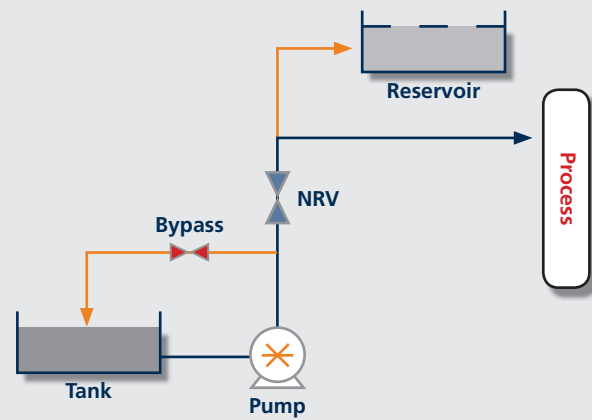 Reservoir
Process
NRV
Bypass
Tank
Pump